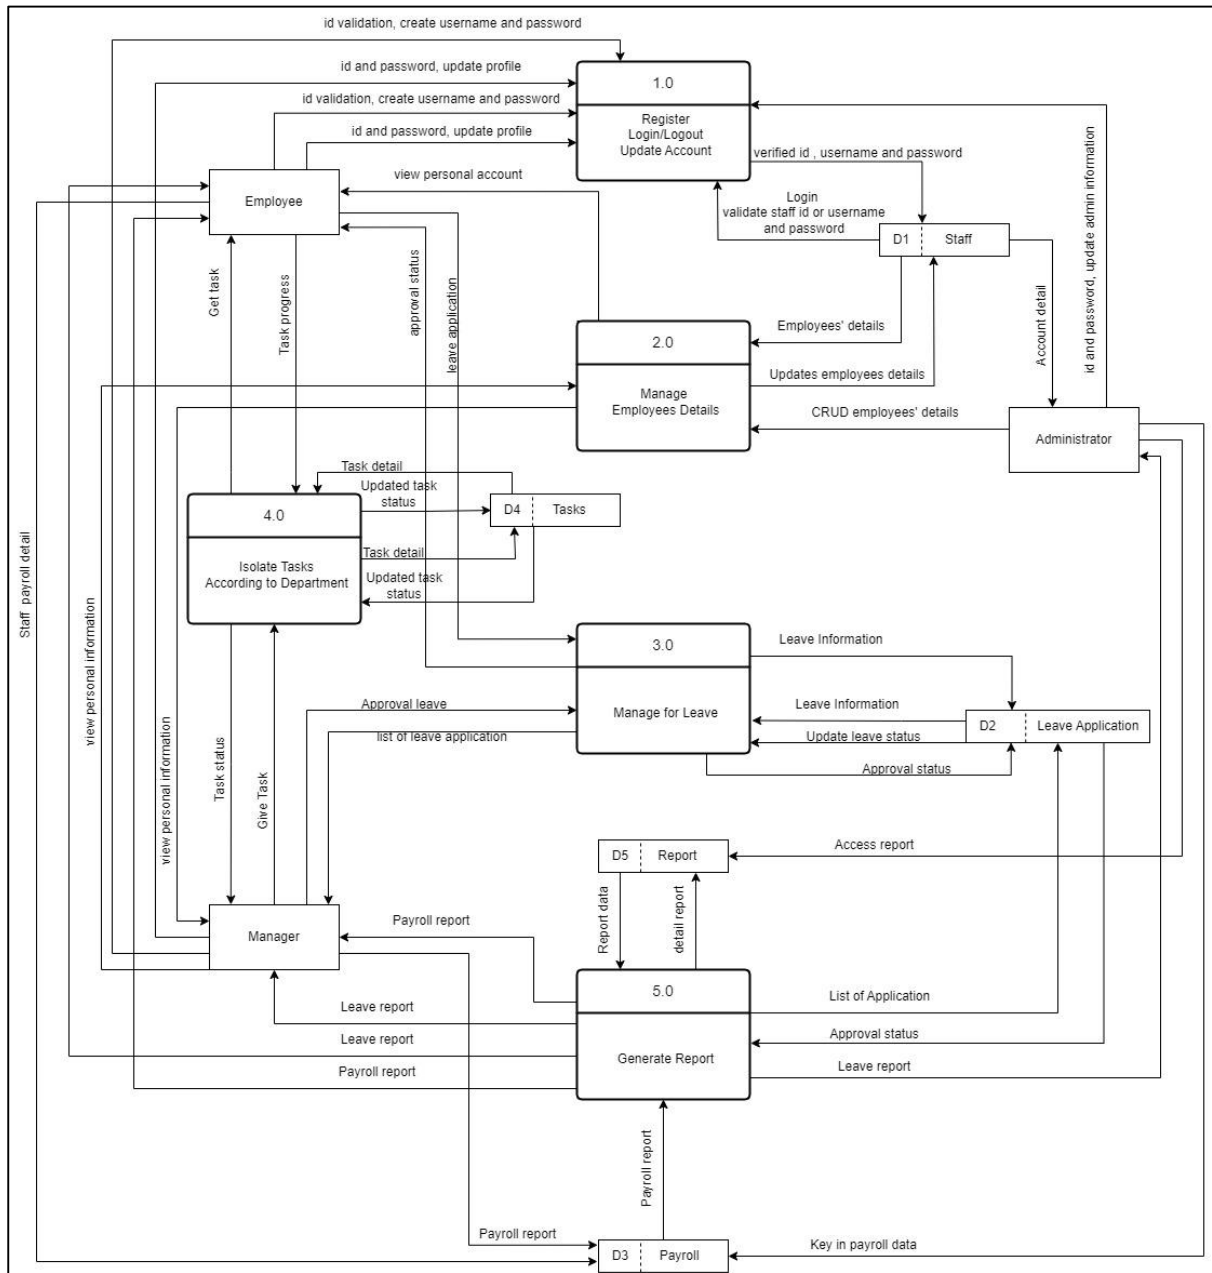 id validation, create username and password
id and password, update profile
1.0
id validation, create username and password
Register
Login/Logout
Update Account
id and password, update profile
verified id , username and password
view personal account
Employee
Login
validate staff id or username
and password
D1
Staff
id and password, update admin information
Get task
Task progress
approval status
leave application
Account detail
Employees' details
2.0
Manage
Employees Details
Updates employees details
CRUD employees' details
Administrator
Task detail
Updated task
status
D4
Tasks
4.0
Isolate Tasks
According to Department
Task detail
Updated task
status
Staff payroll detail
view personal information
view personal information
3.0
Manage for Leave
Leave Information
Leave Information
D2
Leave Application
Update leave status
Approval status
Approval leave
list of leave application
Task status
Give Task
D5
Report
Access report
Report data
detail report
Manager
Payroll report
5.0
Generate Report
List of Application
Leave report
Approval status
Leave report
Leave report
Payroll report
Payroll report
Payroll report
D3
Payroll
Key in payroll data